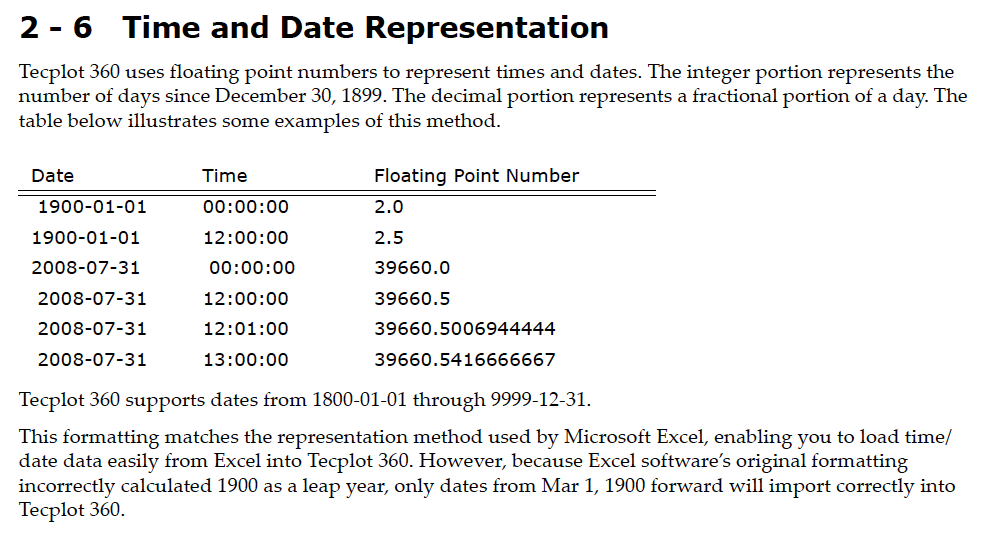 2 - 6 Time and Date Representation
Tecplot 360 uses floating point numbers to represent times and dates. The integer portion represents the
number of days since December 30, 1899. The decimal portion represents a fractional portion of a day. The
table below illustrates some examples of this method.
Date Time Floating Point Number
1900-01-01 00:00:00 2.0
1900-01-01 12:00:00 2.5
2008-07-31 00:00:00 39660.0
2008-07-31 12:00:00 39660.5
2008-07-31 12:01:00 39660.5006944444
2008-07-31 13:00:00 39660.5416666667
Tecplot 360 supports dates from 1800-01-01 through 9999-12-31.
This formatting matches the representation method used by Microsoft Excel, enabling you to load time/
date data easily from Excel into Tecplot 360. However, because Excel software’s original formatting
incorrectly calculated 1900 as a leap year, only dates from Mar 1, 1900 forward will import correctly into
Tecplot 360.